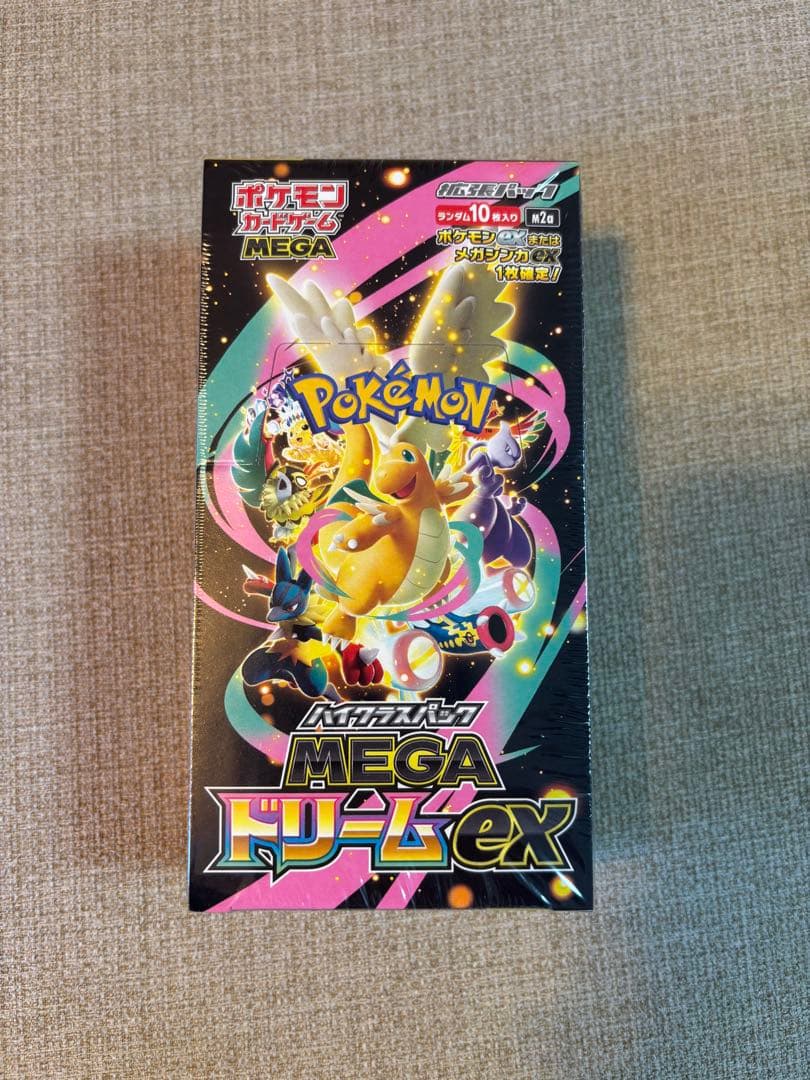 ポケモン
カードゲーム
MEGA
拡張パック
ランダム10枚入り M2a
ポケモンexまたは
メガシンカex
1枚確定!
POKéMON
ハイクラスパック
MEGA
ドリームex